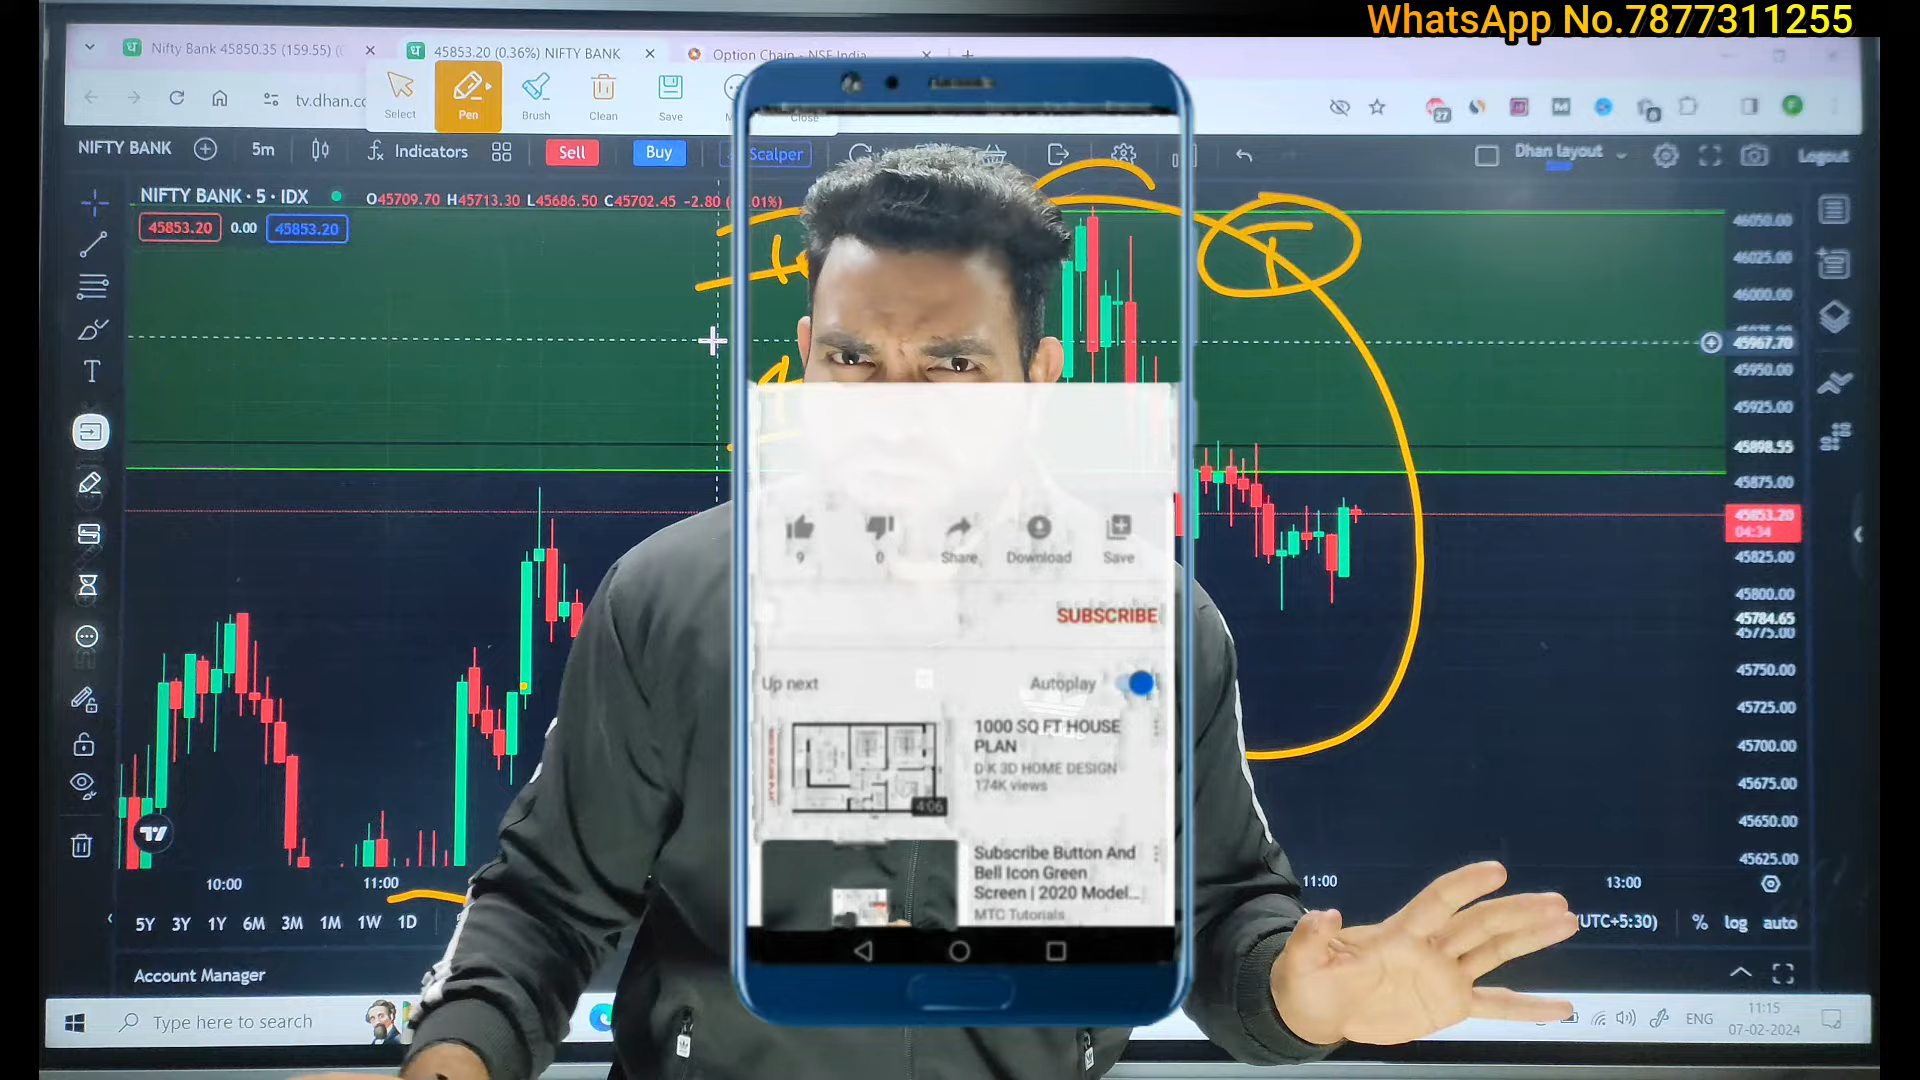 WhatsApp No.7877311255
Nifty Bank 45850.35 (159.55) (
45853.20 (0.36%) NIFTY BANK
Option Chain - NSE India
tv.dhan.co
Select
Pen
Brush
Clean
Save
Close
27
NIFTY BANK
5m
Indicators
Sell
Buy
Scalper
Dhan layout
Save
Logout
NIFTY BANK · 5 · IDX
O45709.70 H45713.30 L45686.50 C45702.45 -2.80
45853.20
0.00
45853.20
46050.00
46025.00
46000.00
45967.70
45950.00
45925.00
45898.55
45875.00
45853.20
04:34
45825.00
45800.00
45784.65
45775.00
45750.00
45725.00
45700.00
45675.00
45650.00
45625.00
9
0
Share
Download
Save
SUBSCRIBE
Up next
Autoplay
1000 SQ FT HOUSE
PLAN
D K 3D HOME DESIGN
174K views
4:06
Subscribe Button And
Bell Icon Green
Screen | 2020 Model...
MTC Tutorials
10:00
11:00
11:00
13:00
5Y 3Y 1Y 6M 3M 1M 1W 1D
(UTC+5:30)
%
log
auto
Account Manager
Type here to search
ENG
11:15
07-02-2024